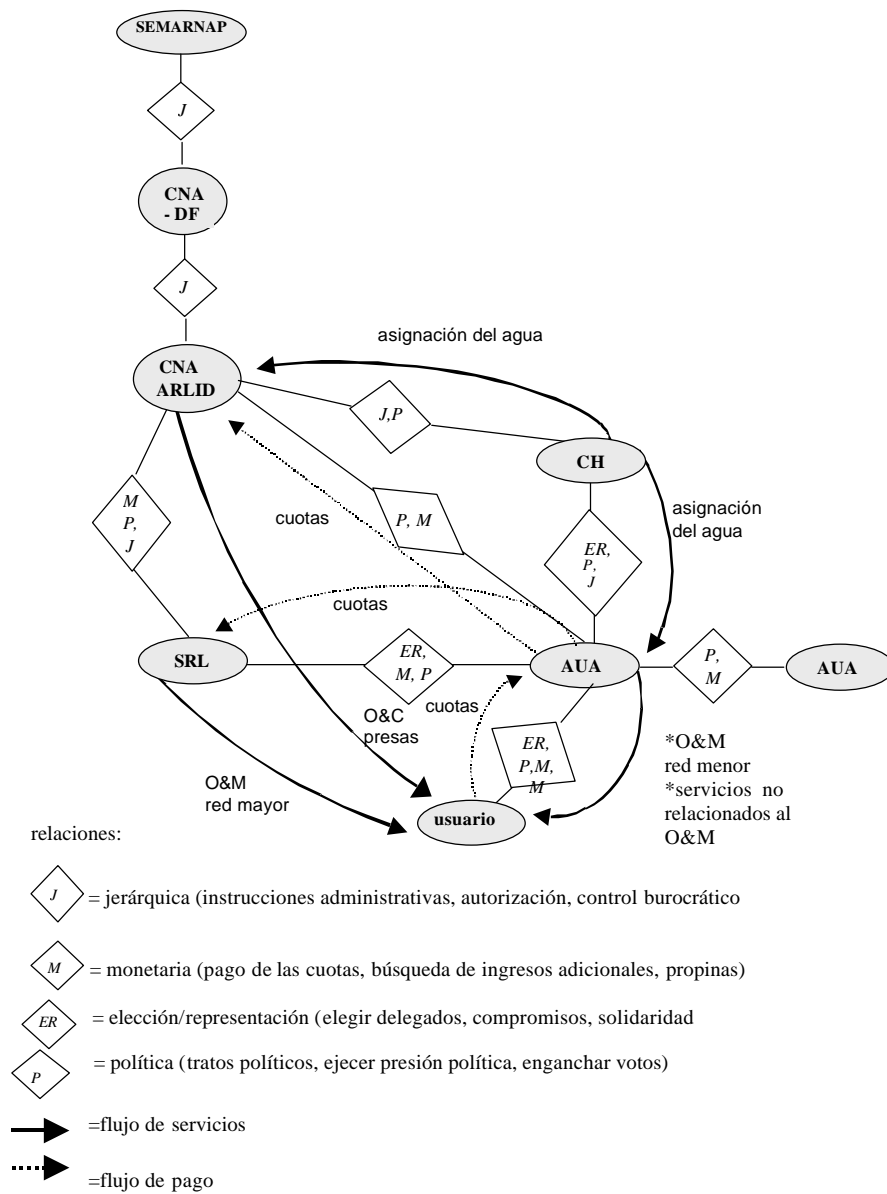 SEMARNAP
J
CNA
- DF
J
asignación del agua
CNA
ARLID
J,P
CH
M
P,
J
cuotas
P, M
asignación
del agua
ER,
P,
J
cuotas
SRL
ER,
M, P
AUA
P,
M
AUA
O&C
presas
cuotas
ER,
P,M,
M
*O&M
red menor
*servicios no
relacionados al
O&M
O&M
red mayor
usuario
relaciones:
J = jerárquica (instrucciones administrativas, autorización, control burocrático
M = monetaria (pago de las cuotas, búsqueda de ingresos adicionales, propinas)
ER = elección/representación (elegir delegados, compromisos, solidaridad
P = política (tratos políticos, ejecer presión política, enganchar votos)
=flujo de servicios
=flujo de pago